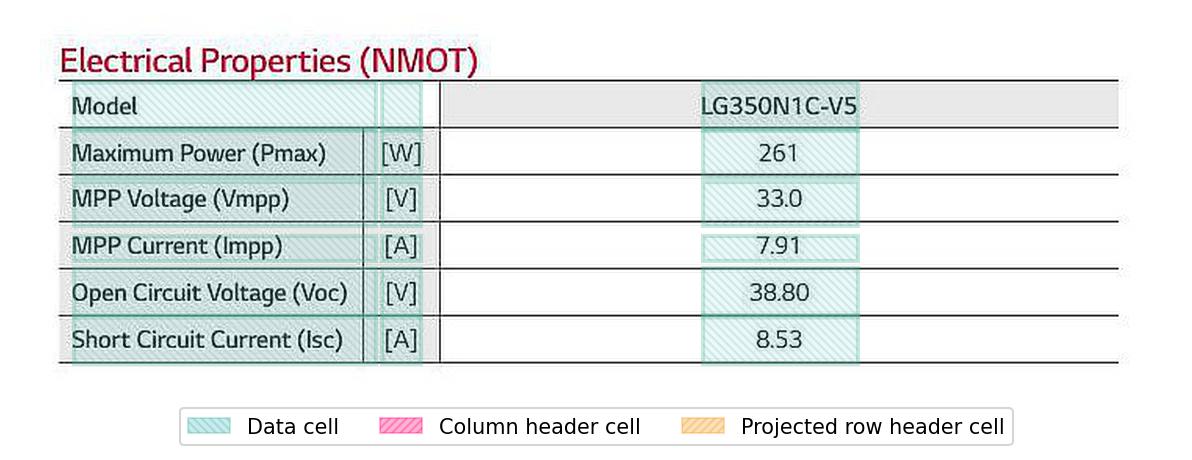 Electrical Properties (NMOT)
Model LG350N1C-V5
Maximum Power (Pmax) [W] 261
MPP Voltage (Vmpp) [V] 33.0
MPP Current (Impp) [A] 7.91
Open Circuit Voltage (Voc) [V] 38.80
Short Circuit Current (Isc) [A] 8.53
Data cell Column header cell Projected row header cell